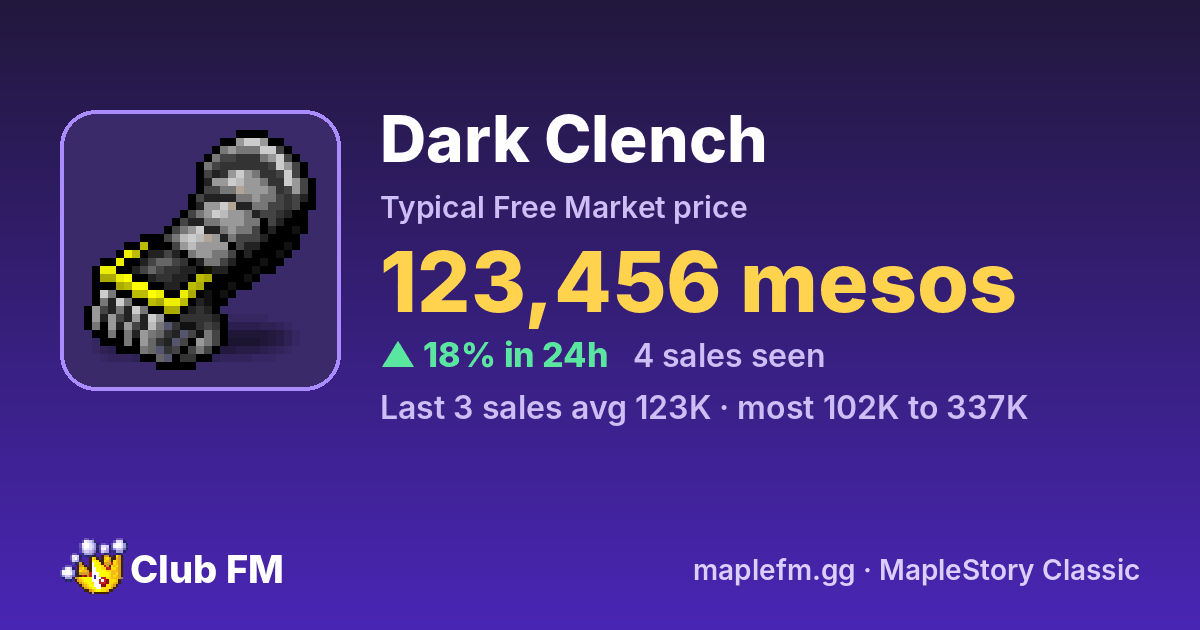 Dark Clench
Typical Free Market price
123,456 mesos
▲ 18% in 24h 4 sales seen
Last 3 sales avg 123K · most 102K to 337K
Club FM
maplefm.gg · MapleStory Classic